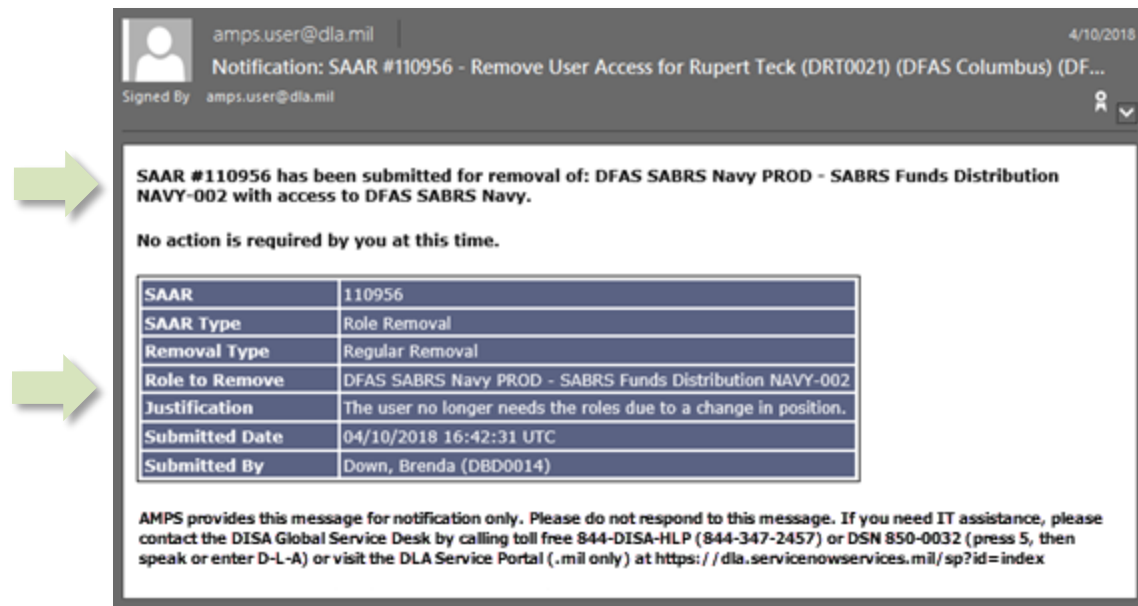 amps.user@dla.mil
4/10/2018
Notification: SAAR #110956 - Remove User Access for Rupert Teck (DRT0021) (DFAS Columbus) (DF...
Signed By amps.user@dla.mil
SAAR #110956 has been submitted for removal of: DFAS SABRS Navy PROD - SABRS Funds Distribution
NAVY-002 with access to DFAS SABRS Navy.
No action is required by you at this time.
SAAR 110956
SAAR Type Role Removal
Removal Type Regular Removal
Role to Remove DFAS SABRS Navy PROD - SABRS Funds Distribution NAVY-002
Justification The user no longer needs the roles due to a change in position.
Submitted Date 04/10/2018 16:42:31 UTC
Submitted By Down, Brenda (DBD0014)
AMPS provides this message for notification only. Please do not respond to this message. If you need IT assistance, please
contact the DISA Global Service Desk by calling toll free 844-DISA-HLP (844-347-2457) or DSN 850-0032 (press 5, then
speak or enter D-L-A) or visit the DLA Service Portal (.mil only) at https://dla.servicenowservices.mil/sp?id=index